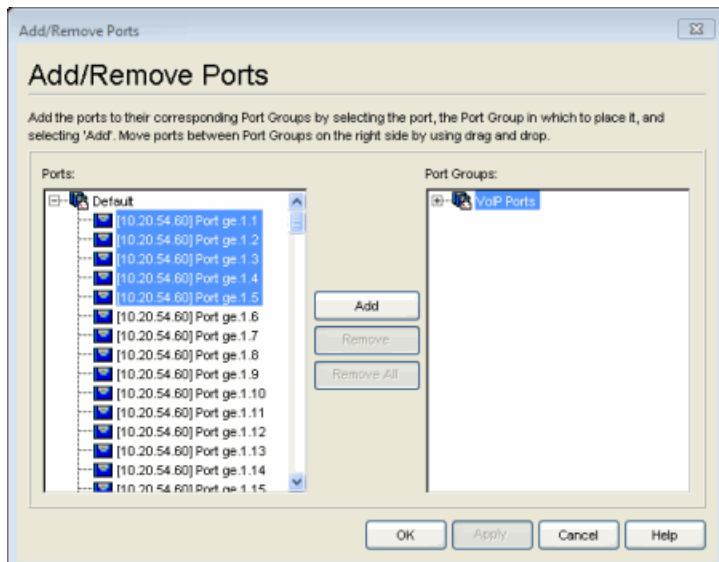 Add/Remove Ports
Add/Remove Ports
Add the ports to their corresponding Port Groups by selecting the port, the Port Group in which to place it, and
selecting 'Add'. Move ports between Port Groups on the right side by using drag and drop.
Ports:
Default
[10.20.54.60] Port ge.1.1
[10.20.54.60] Port ge.1.2
[10.20.54.60] Port ge.1.3
[10.20.54.60] Port ge.1.4
[10.20.54.60] Port ge.1.5
[10.20.54.60] Port ge.1.6
[10.20.54.60] Port ge.1.7
[10.20.54.60] Port ge.1.8
[10.20.54.60] Port ge.1.9
[10.20.54.60] Port ge.1.10
[10.20.54.60] Port ge.1.11
[10.20.54.60] Port ge.1.12
[10.20.54.60] Port ge.1.13
[10.20.54.60] Port ge.1.14
[10.20.54.60] Port ge.1.15
Add
Remove
Remove All
Port Groups:
VoIP Ports
OK
Apply
Cancel
Help